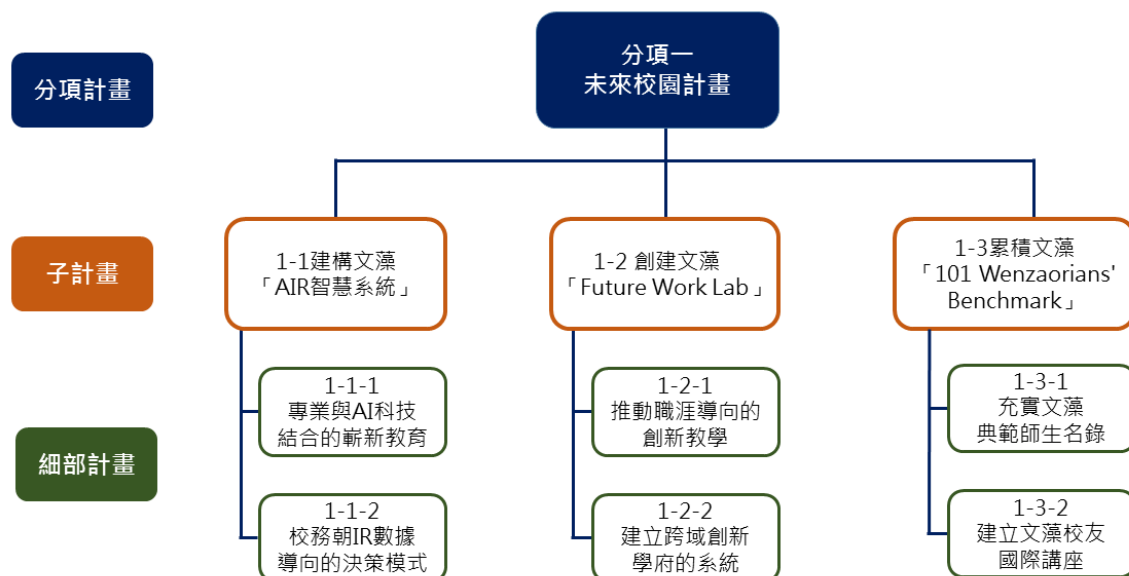 分項計畫
分項一
未來校園計畫
子計畫
1-1建構文藻
「AIR智慧系統」
1-2 創建文藻
「Future Work Lab」
1-3累積文藻
「101 Wenzaorians'
Benchmark」
細部計畫
1-1-1
專業與AI科技
結合的嶄新教育
1-2-1
推動職涯導向的
創新教學
1-3-1
充實文藻
典範師生名錄
1-1-2
校務朝IR數據
導向的決策模式
1-2-2
建立跨域創新
學府的系統
1-3-2
建立文藻校友
國際講座